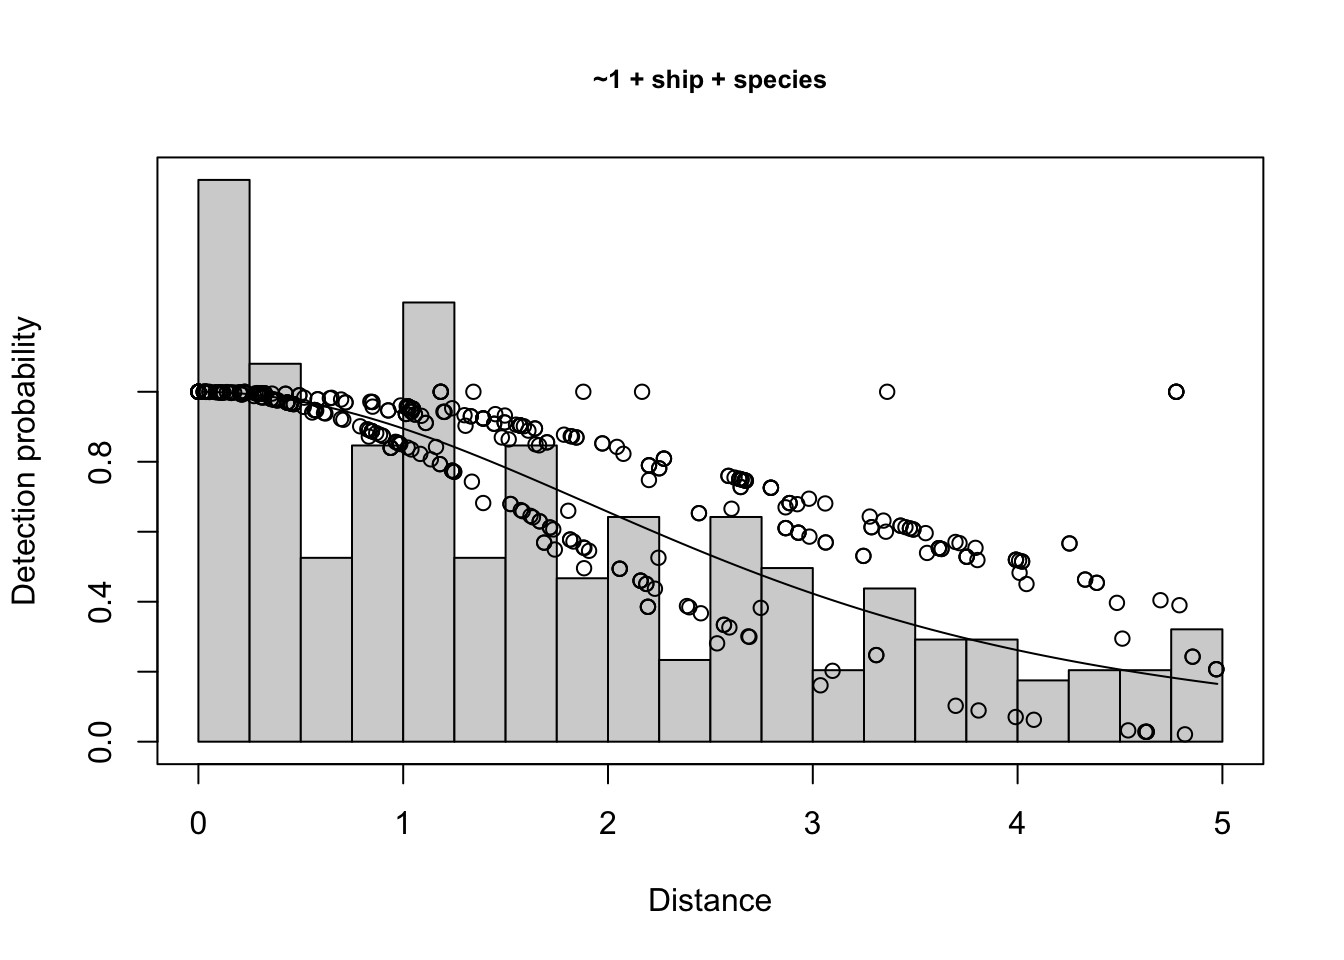 ~1 + ship + species
Detection probability
0.8
0.4
0.0
0 1 2 3 4 5
Distance